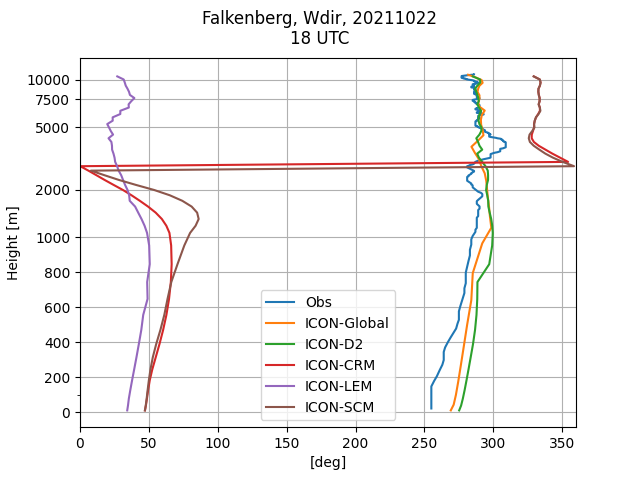 Falkenberg, Wdir, 20211022
18 UTC
Height [m]
10000
7500
5000
2000
1000
800
600
400
200
0
Obs
ICON-Global
ICON-D2
ICON-CRM
ICON-LEM
ICON-SCM
0 50 100 150 200 250 300 350
[deg]